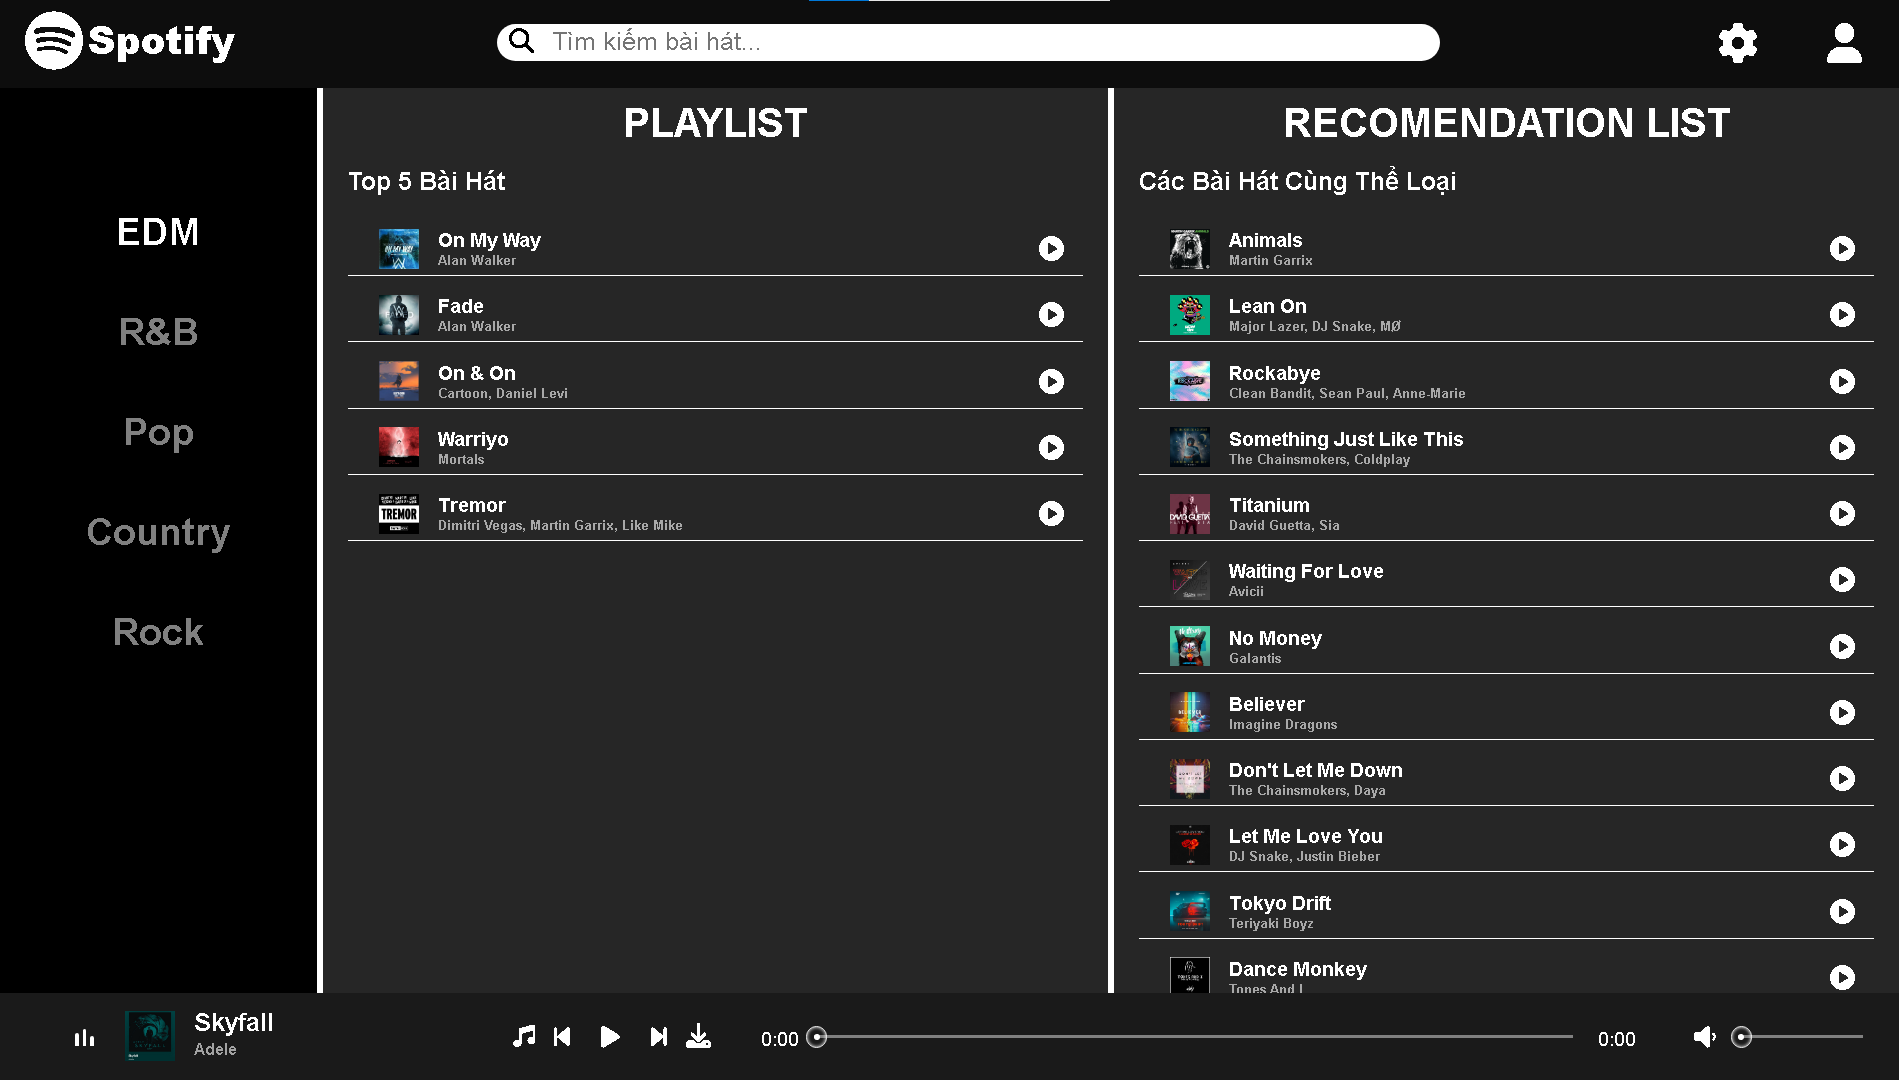 Spotify
Tìm kiếm bài hát...
EDM
R&B
Pop
Country
Rock
PLAYLIST
Top 5 Bài Hát
On My Way
Alan Walker
Fade
Alan Walker
On & On
Cartoon, Daniel Levi
Warriyo
Mortals
TREMOR
Tremor
Dimitri Vegas, Martin Garrix, Like Mike
RECOMENDATION LIST
Các Bài Hát Cùng Thể Loại
Animals
Martin Garrix
Lean On
Major Lazer, DJ Snake, MØ
ROCKABYE
Rockabye
Clean Bandit, Sean Paul, Anne-Marie
Something Just Like This
The Chainsmokers, Coldplay
DAVID GUETTA
Titanium
David Guetta, Sia
Waiting For Love
Avicii
No Money
Galantis
Believer
Imagine Dragons
Don't Let Me Down
The Chainsmokers, Daya
Let Me Love You
DJ Snake, Justin Bieber
Tokyo Drift
Teriyaki Boyz
Dance Monkey
Tones And I
Skyfall
Adele
0:00
0:00